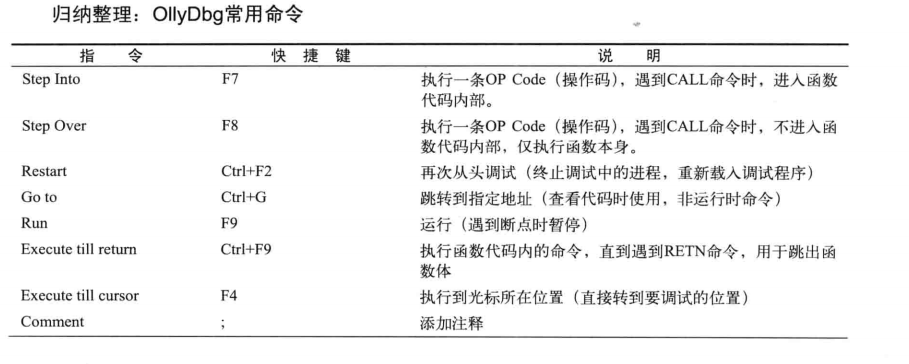 归纳整理：OllyDbg常用命令
指 令 快 捷 键 说 明
Step Into F7 执行一条OP Code（操作码），遇到CALL命令时，进入函数
代码内部。
Step Over F8 执行一条OP Code（操作码），遇到CALL命令时，不进入函
数代码内部，仅执行函数本身。
Restart Ctrl+F2 再次从头调试（终止调试中的进程，重新载入调试程序）
Go to Ctrl+G 跳转到指定地址（查看代码时使用，非运行时命令）
Run F9 运行（遇到断点时暂停）
Execute till return Ctrl+F9 执行函数代码内的命令，直到遇到RETN命令，用于跳出函
数体
Execute till cursor F4 执行到光标所在位置（直接转到要调试的位置）
Comment ; 添加注释